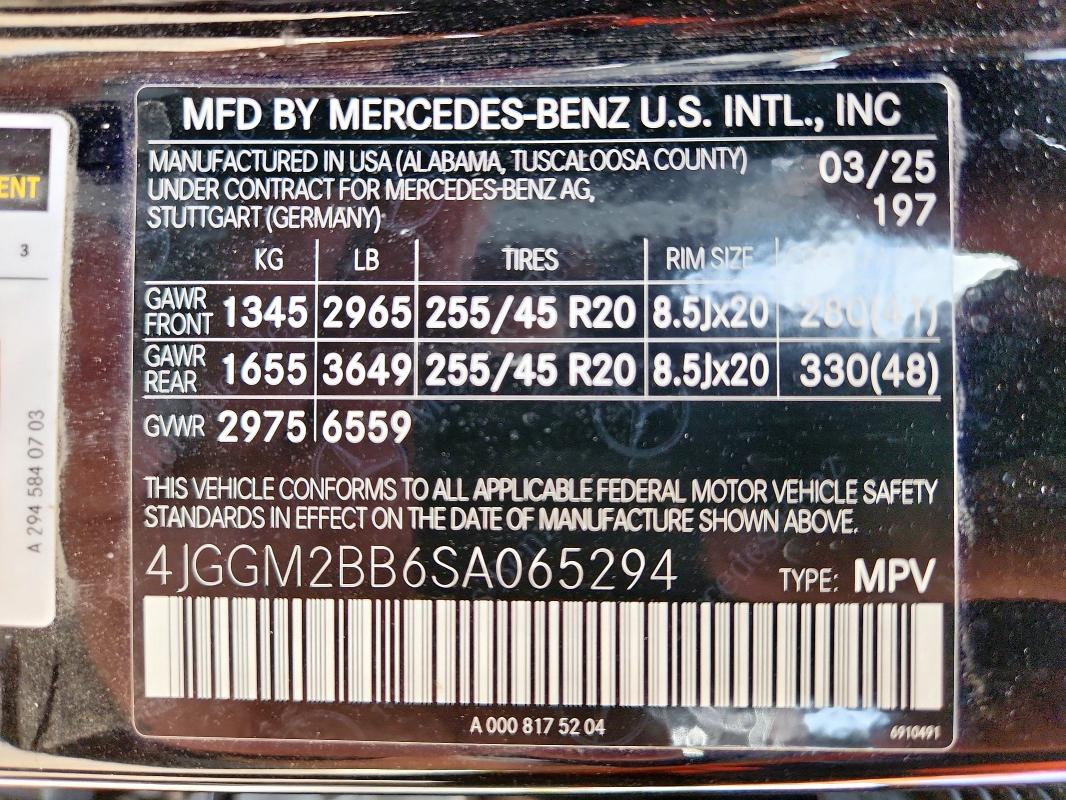 MFD BY MERCEDES-BENZ U.S. INTL., INC
MANUFACTURED IN USA (ALABAMA, TUSCALOOSA COUNTY) 03/25
UNDER CONTRACT FOR MERCEDES-BENZ AG, 197
STUTTGART (GERMANY)
KG LB TIRES RIM SIZE
GAWR FRONT 1345 2965 255/45 R20 8.5Jx20 280(41)
GAWR REAR 1655 3649 255/45 R20 8.5Jx20 330(48)
GVWR 2975 6559
THIS VEHICLE CONFORMS TO ALL APPLICABLE FEDERAL MOTOR VEHICLE SAFETY
STANDARDS IN EFFECT ON THE DATE OF MANUFACTURE SHOWN ABOVE.
4JGGM2BB6SA065294 TYPE: MPV
A 000 817 52 04 6910491
ENT
3
A 294 584 07 03